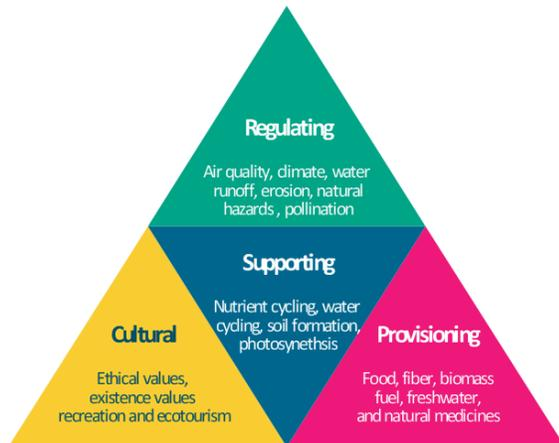 Regulating
Air quality, climate, water
runoff, erosion, natural
hazards , pollination
Supporting
Nutrient cycling, water
cycling, soil formation,
photosynethsis
Cultural
Ethical values,
existence values
recreation and ecotourism
Provisioning
Food, fiber, biomass
fuel, freshwater,
and natural medicines